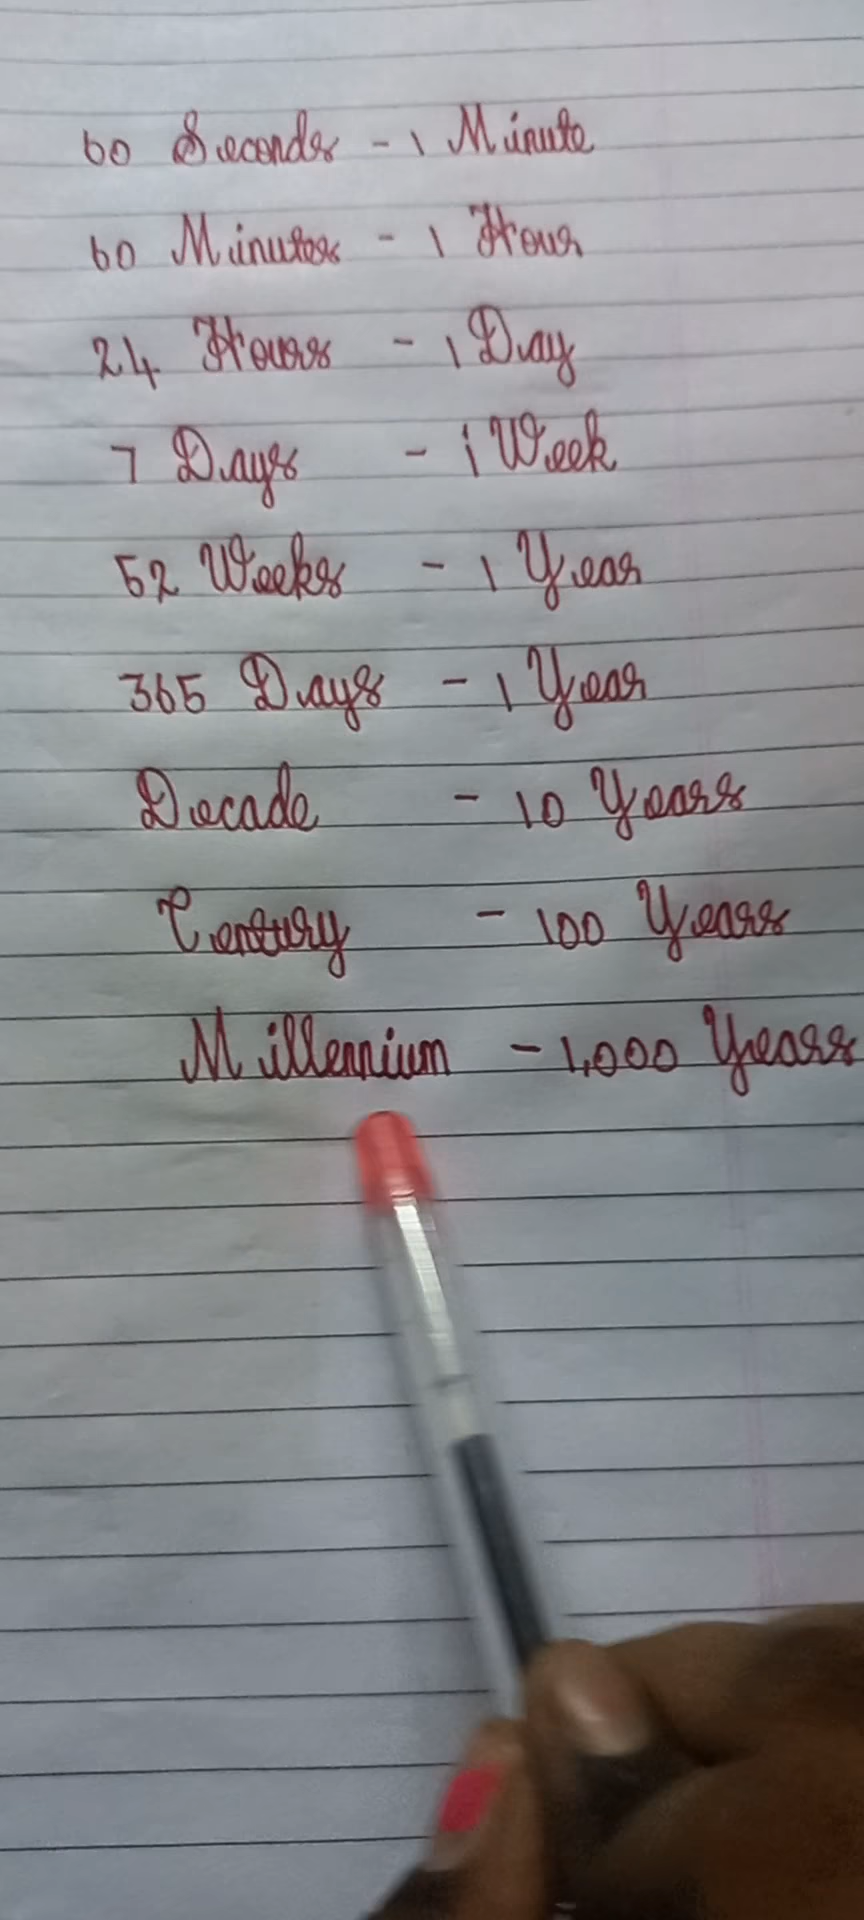 60 Seconds - 1 Minute
60 Minutes - 1 Hour
24 Hours - 1 Day
7 Days - 1 Week
52 Weeks - 1 Year
365 Days - 1 Year
Decade - 10 Years
Century - 100 Years
Millennium - 1,000 Years